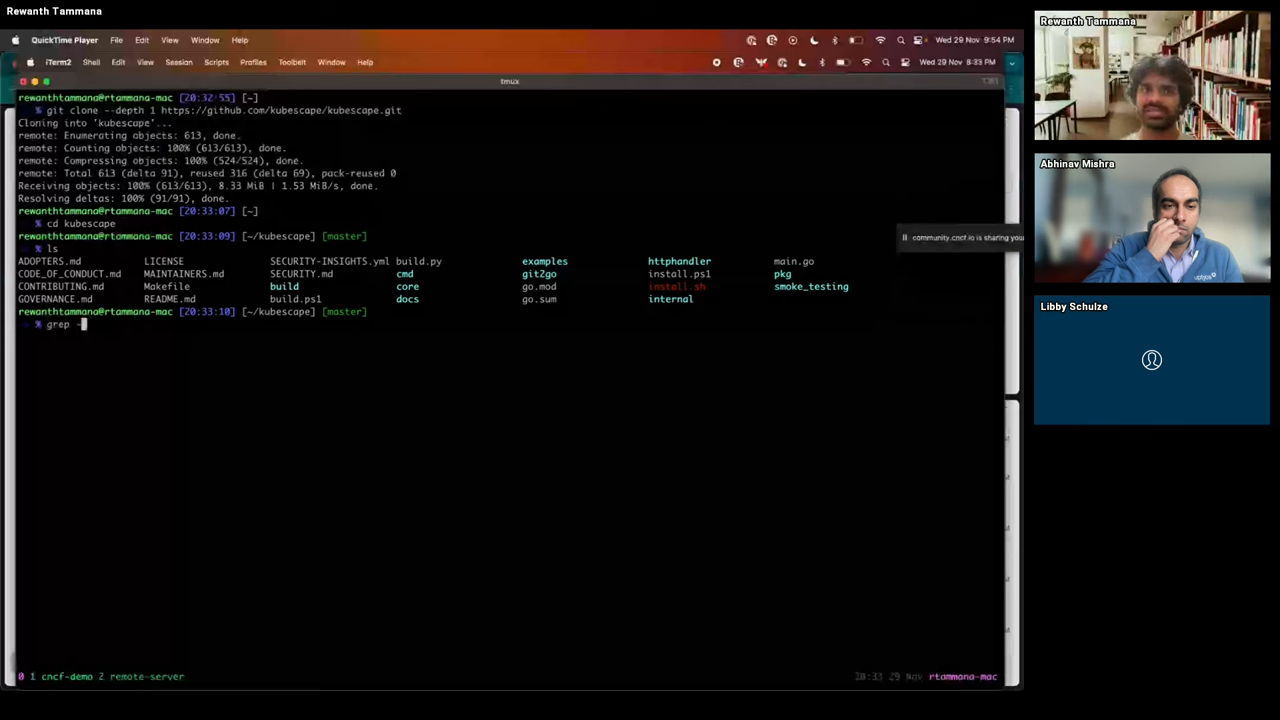 Rewanth Tammana
QuickTime Player File Edit View Window Help Wed 29 Nov 9:54 PM
iTerm2 Shell Edit View Session Scripts Profiles Toolbelt Window Help Wed 29 Nov 8:33 PM
tmux
rewanthtammana@rtammana-mac [20:32:55] [~]
% git clone --depth 1 https://github.com/kubescape/kubescape.git
Cloning into 'kubescape'...
remote: Enumerating objects: 613, done.
remote: Counting objects: 100% (613/613), done.
remote: Compressing objects: 100% (524/524), done.
remote: Total 613 (delta 91), reused 316 (delta 69), pack-reused 0
Receiving objects: 100% (613/613), 8.33 MiB | 1.53 MiB/s, done.
Resolving deltas: 100% (91/91), done.
rewanthtammana@rtammana-mac [20:33:07] [~]
% cd kubescape
rewanthtammana@rtammana-mac [20:33:09] [~/kubescape] [master]
% ls
ADOPTERS.md LICENSE SECURITY-INSIGHTS.yml build.py examples httphandler main.go
CODE_OF_CONDUCT.md MAINTAINERS.md SECURITY.md cmd git2go install.ps1 pkg
CONTRIBUTING.md Makefile build core go.mod install.sh smoke_testing
GOVERNANCE.md README.md build.ps1 docs go.sum internal
rewanthtammana@rtammana-mac [20:33:10] [~/kubescape] [master]
% grep -
community.cncf.io is sharing you
0 1 cncf-demo 2 remote-server 20:33 29 Nov rtammana-mac
Rewanth Tammana
Abhinav Mishra
uptycs
Libby Schulze